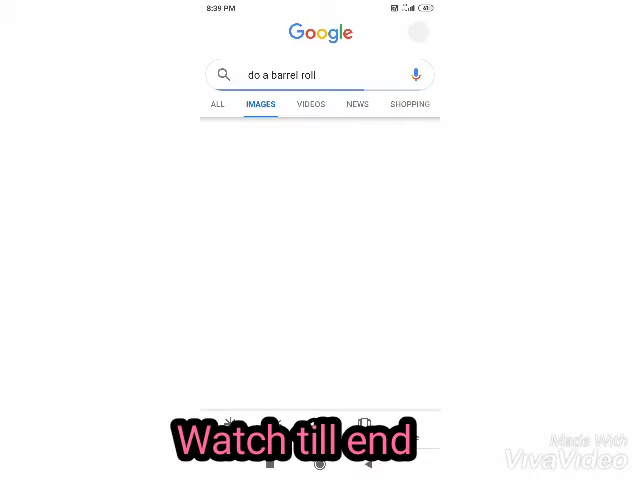 8:39 PM
Google
do a barrel roll
ALL IMAGES VIDEOS NEWS SHOPPING
Watch till end
Made With
VivaVideo